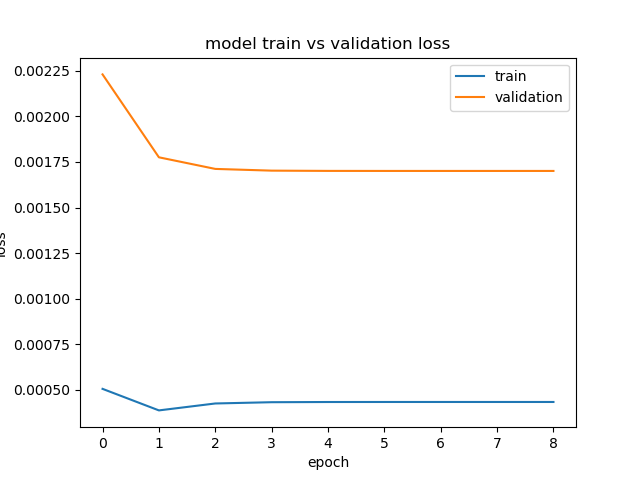 model train vs validation loss
train
validation
0.00225
0.00200
0.00175
0.00150
0.00125
0.00100
0.00075
0.00050
loss
0 1 2 3 4 5 6 7 8
epoch